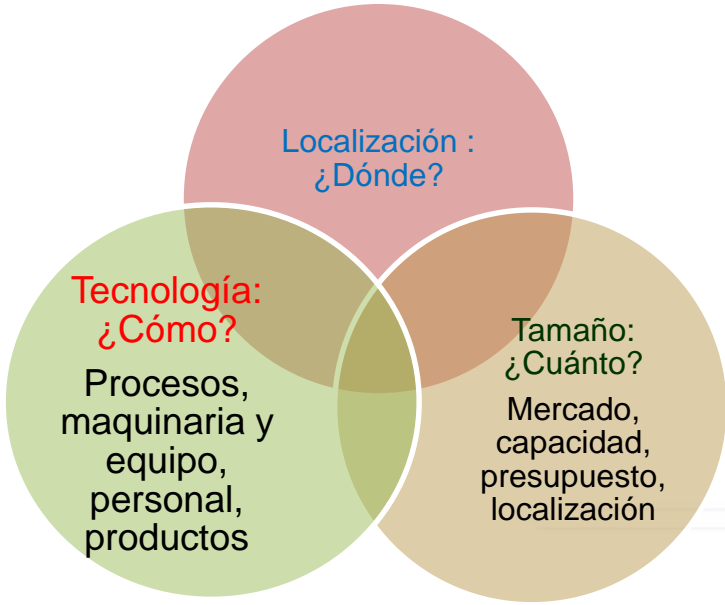 Localización :
¿Dónde?
Tecnología:
¿Cómo?
Procesos,
maquinaria y
equipo,
personal,
productos
Tamaño:
¿Cuánto?
Mercado,
capacidad,
presupuesto,
localización